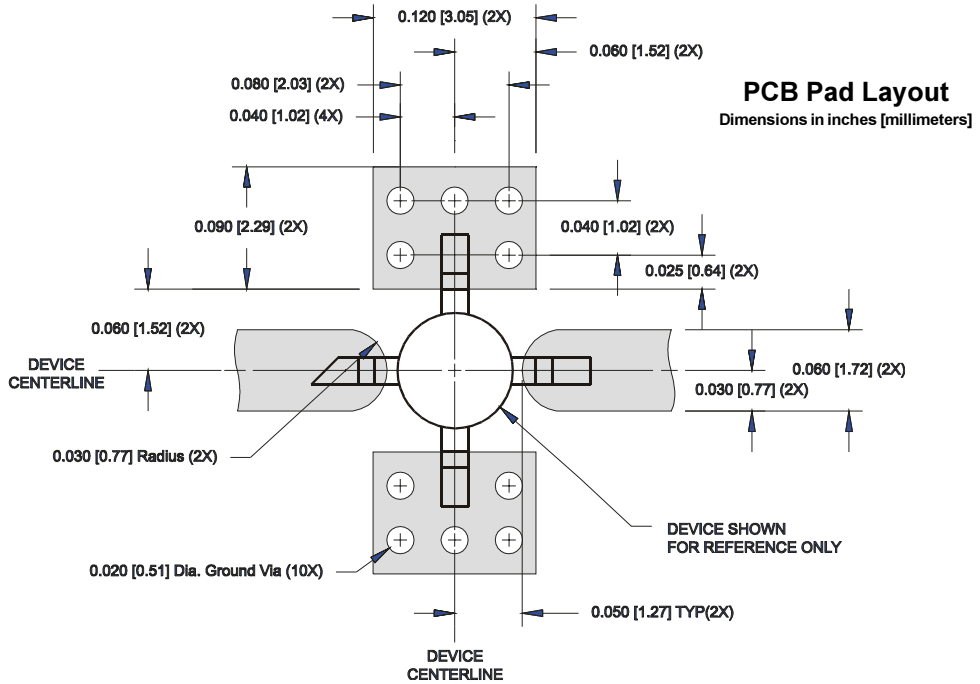 0.120 [3.05] (2X)
0.060 [1.52] (2X)
0.080 [2.03] (2X)
0.040 [1.02] (4X)
PCB Pad Layout
Dimensions in inches [millimeters]
0.090 [2.29] (2X)
0.040 [1.02] (2X)
0.025 [0.64] (2X)
0.060 [1.52] (2X)
DEVICE
CENTERLINE
0.060 [1.72] (2X)
0.030 [0.77] (2X)
0.030 [0.77] Radius (2X)
DEVICE SHOWN
FOR REFERENCE ONLY
0.020 [0.51] Dia. Ground Via (10X)
0.050 [1.27] TYP(2X)
DEVICE
CENTERLINE